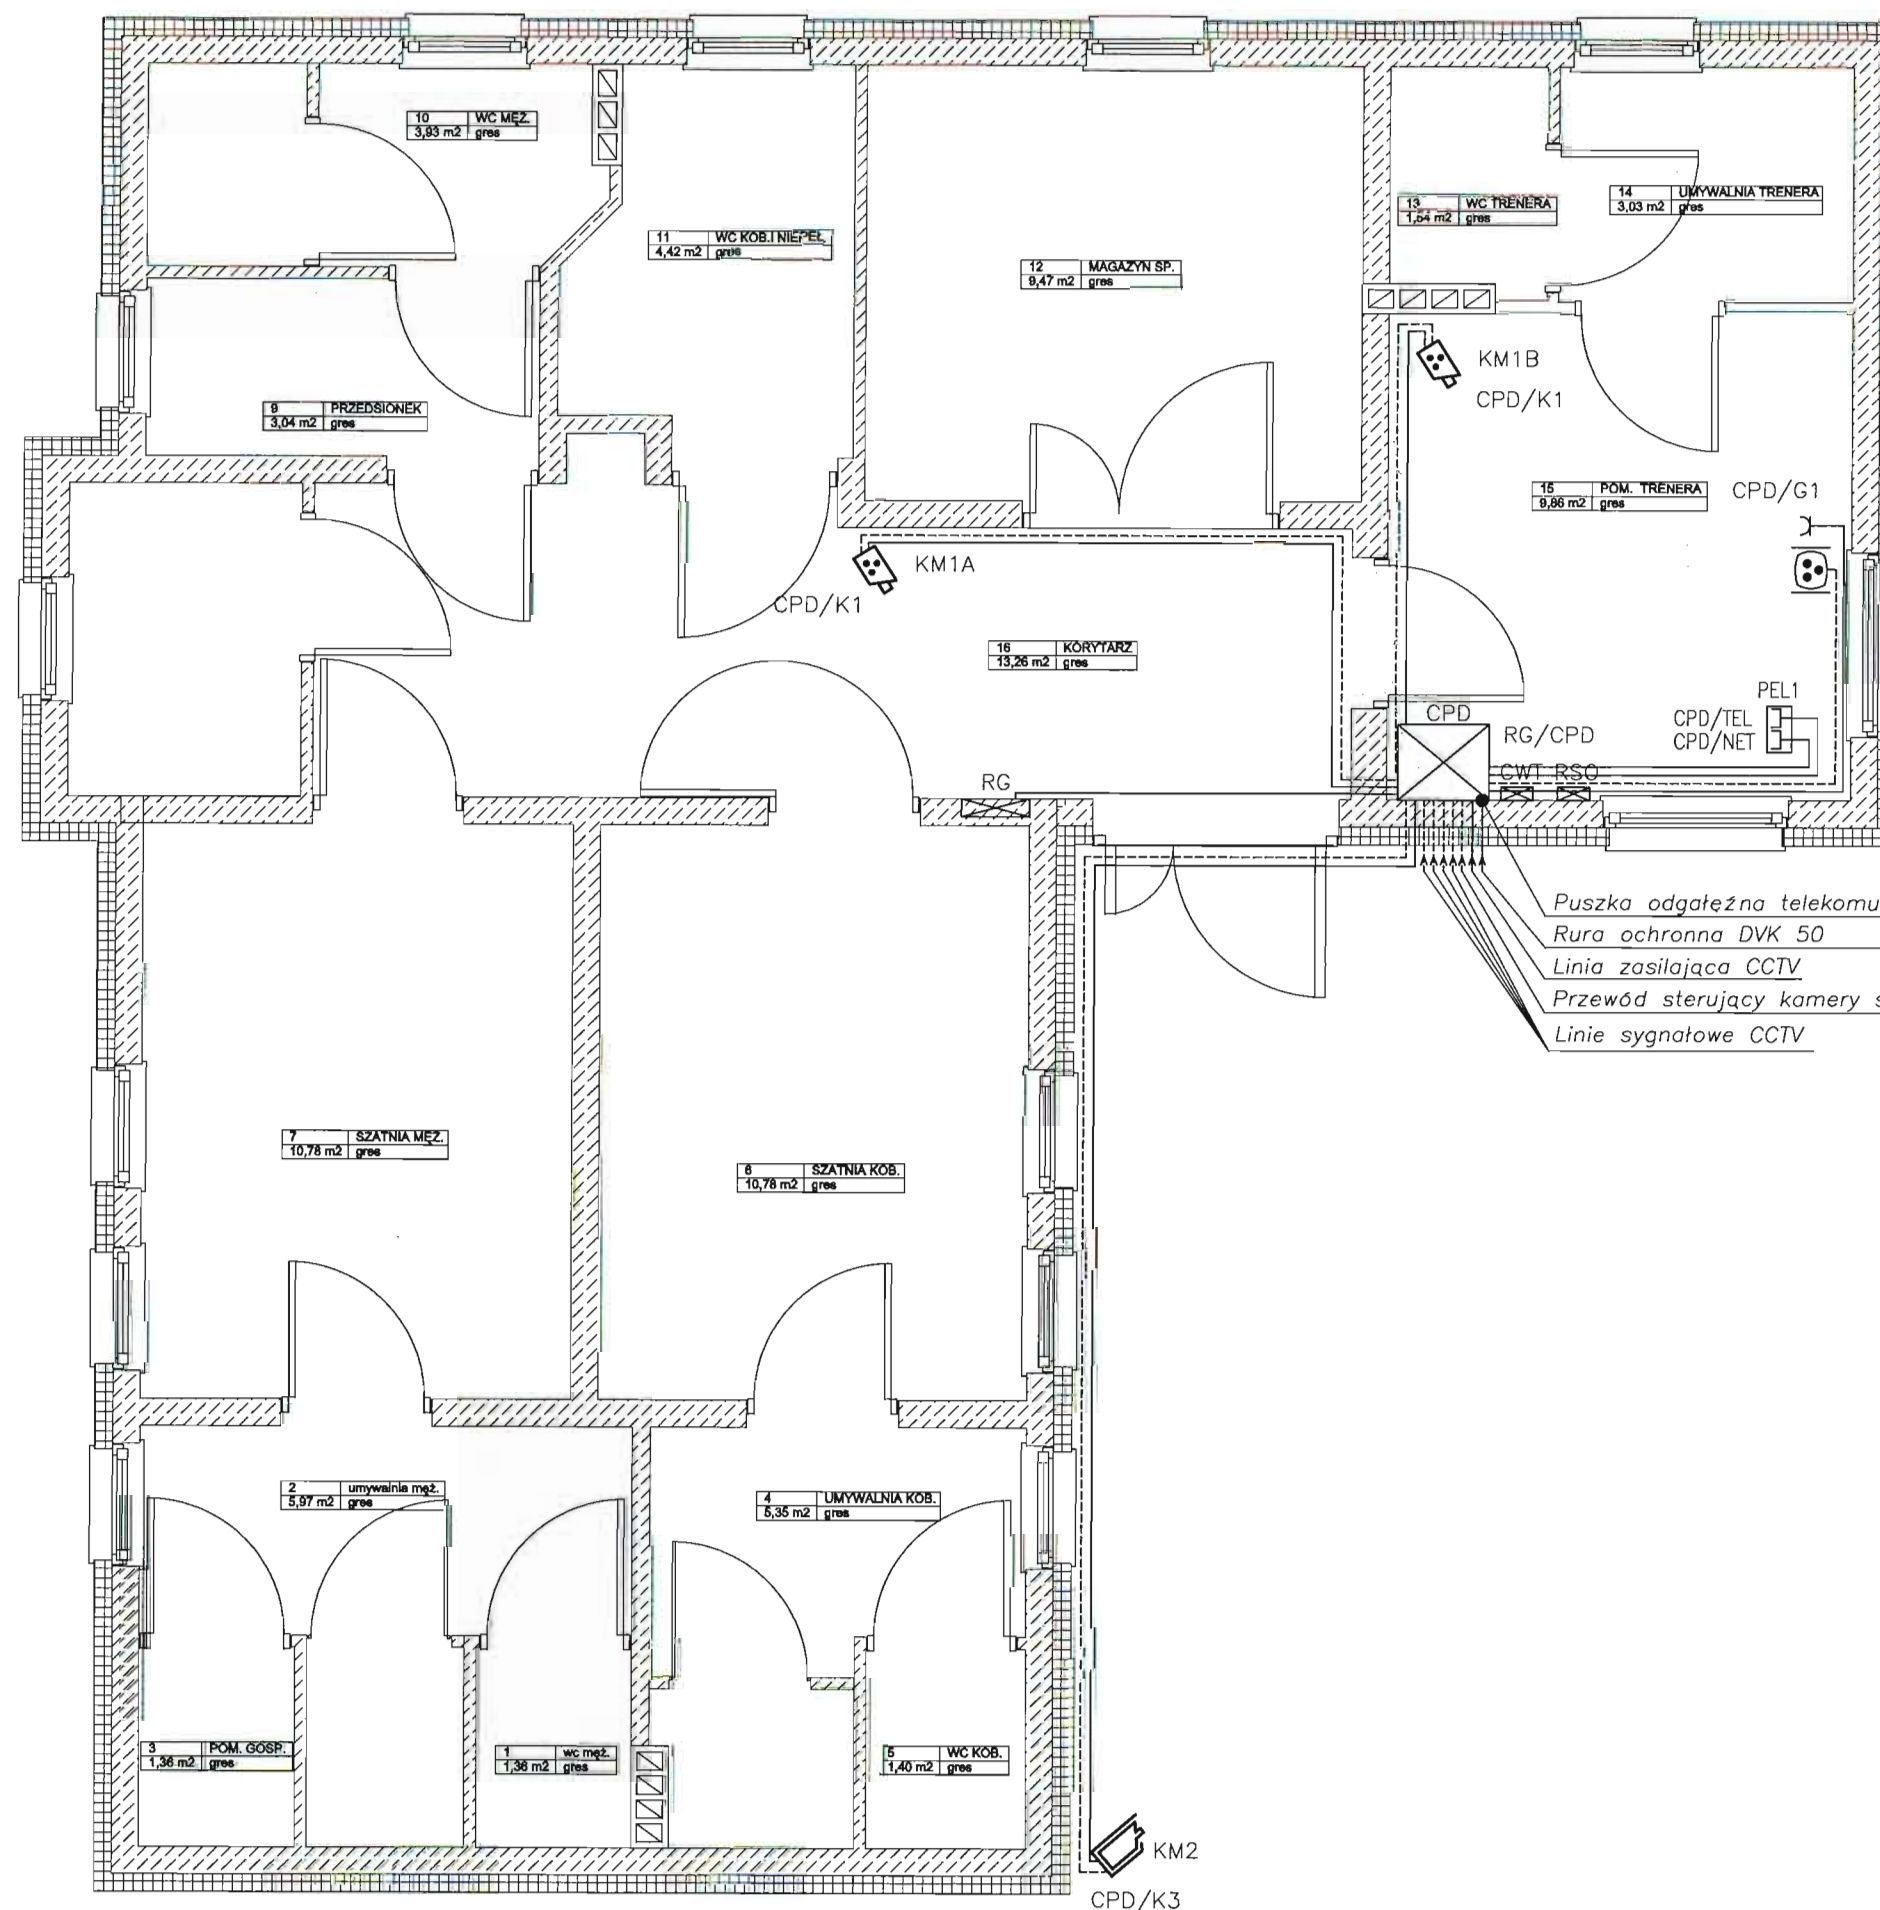 10 WC MĘŻ.
3,93 m2 gres
13 WC TRENERA
1,54 m2 gres
14 UMYWALNIA TRENERA
3,03 m2 gres
11 WC KOB.I NIEPEŁ.
4,42 m2 gres
12 MAGAZYN SP.
9,47 m2 gres
KM1B
CPD/K1
9 PRZEDSIONEK
3,04 m2 gres
15 POM. TRENERA
9,86 m2 gres
CPD/G1
KM1A
CPD/K1
16 KORYTARZ
13,26 m2 gres
PEL1
CPD/TEL
CPD/NET
CPD
RG/CPD
CWT RSO
RG
Puszka odgałęźna telekomu
Rura ochronna DVK 50
Linia zasilająca CCTV
Przewód sterujący kamery s
Linie sygnałowe CCTV
7 SZATNIA MĘŻ.
10,78 m2 gres
6 SZATNIA KOB.
10,78 m2 gres
2 umywalnia męż.
5,97 m2 gres
4 UMYWALNIA KOB.
5,35 m2 gres
3 POM. GOSP.
1,36 m2 gres
1 wc męż.
1,36 m2 gres
5 WC KOB.
1,40 m2 gres
KM2
CPD/K3